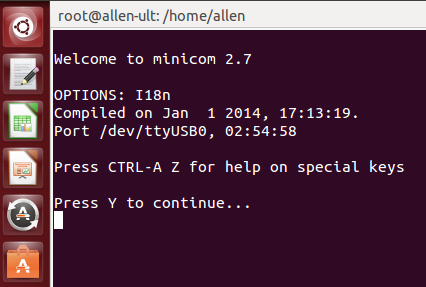 root@allen-ult: /home/allen
Welcome to minicom 2.7
OPTIONS: I18n
Compiled on Jan  1 2014, 17:13:19.
Port /dev/ttyUSB0, 02:54:58
Press CTRL-A Z for help on special keys
Press Y to continue...